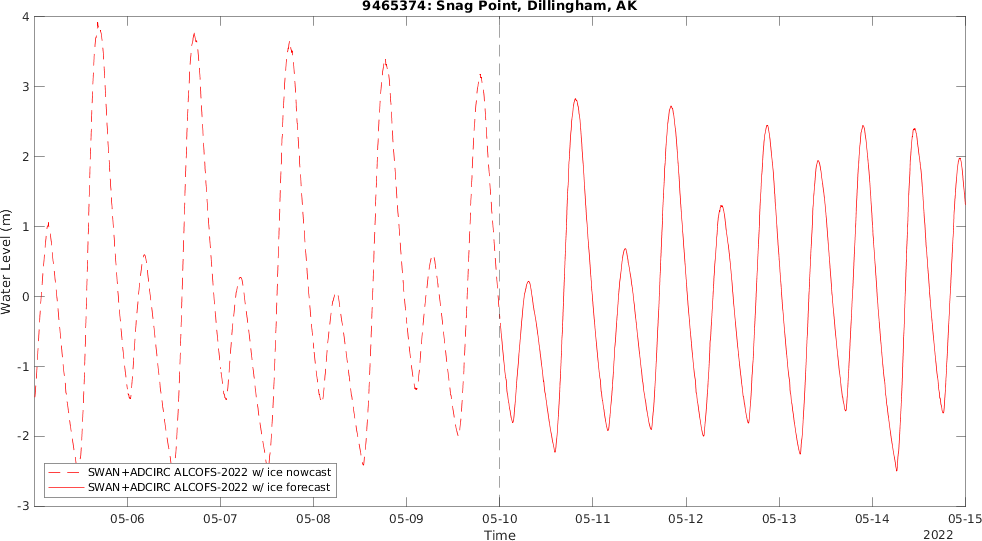 9465374: Snag Point, Dillingham, AK
4
3
2
1
0
-1
-2
-3
Water Level (m)
SWAN+ADCIRC ALCOFS-2022 w/ ice nowcast
SWAN+ADCIRC ALCOFS-2022 w/ ice forecast
05-06 05-07 05-08 05-09 05-10 05-11 05-12 05-13 05-14 05-15
Time
2022